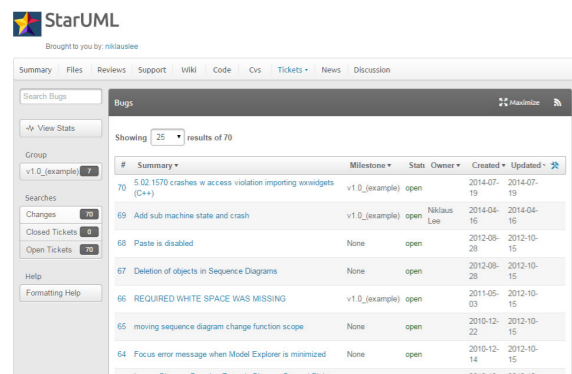 StarUML
Brought to you by: niklauslee
Summary Files Reviews Support Wiki Code Cvs Tickets News Discussion
Search Bugs
View Stats
Group
v1.0_(example) 7
Searches
Changes 70
Closed Tickets 0
Open Tickets 70
Help
Formatting Help
Bugs Maximize
Showing 25 results of 70
# Summary Milestone Stat Owner Created Updated
70 5.02.1570 crashes w access violation importing wxwidgets (C++) v1.0_(example) open 2014-07-19 2014-07-19
69 Add sub machine state and crash v1.0_(example) open Niklaus Lee 2014-04-16 2014-04-16
68 Paste is disabled None open 2012-08-28 2012-10-15
67 Deletion of objects in Sequence Diagrams None open 2012-08-28 2012-10-15
66 REQUIRED WHITE SPACE WAS MISSING v1.0_(example) open 2011-05-03 2012-10-15
65 moving sequence diagram change function scope None open 2010-12-22 2012-10-15
64 Focus error message when Model Explorer is minimized None open 2010-12-14 2012-10-15